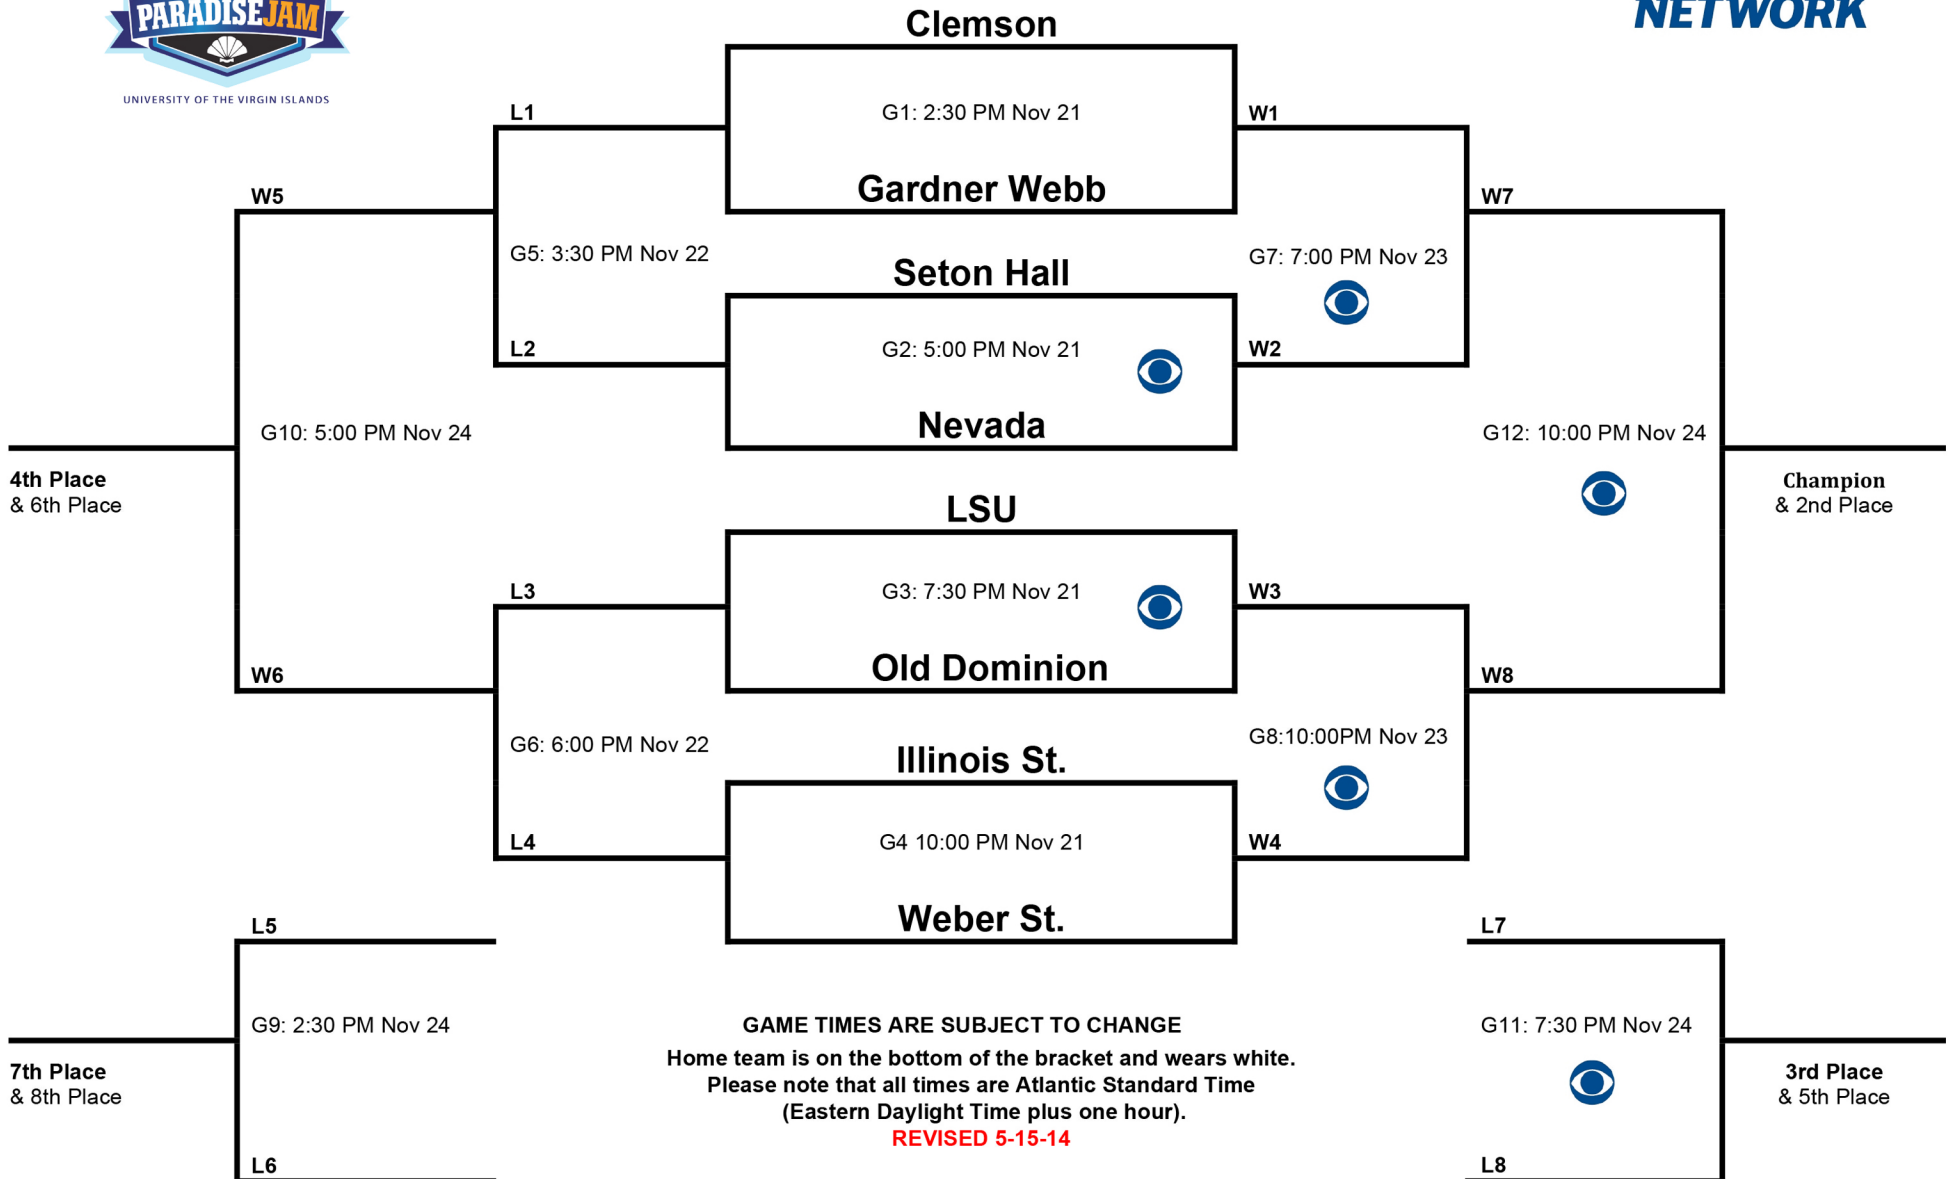 PARADISEJAM
UNIVERSITY OF THE VIRGIN ISLANDS
NETWORK
Clemson
G1: 2:30 PM Nov 21
Gardner Webb
L1
W1
W5
W7
G5: 3:30 PM Nov 22
G7: 7:00 PM Nov 23
Seton Hall
G2: 5:00 PM Nov 21
Nevada
L2
W2
G10: 5:00 PM Nov 24
G12: 10:00 PM Nov 24
4th Place
& 6th Place
Champion
& 2nd Place
LSU
G3: 7:30 PM Nov 21
Old Dominion
L3
W3
W6
W8
G6: 6:00 PM Nov 22
G8:10:00PM Nov 23
Illinois St.
G4 10:00 PM Nov 21
Weber St.
L4
W4
L5
L7
G9: 2:30 PM Nov 24
G11: 7:30 PM Nov 24
7th Place
& 8th Place
3rd Place
& 5th Place
GAME TIMES ARE SUBJECT TO CHANGE
Home team is on the bottom of the bracket and wears white.
Please note that all times are Atlantic Standard Time
(Eastern Daylight Time plus one hour).
REVISED 5-15-14
L6
L8